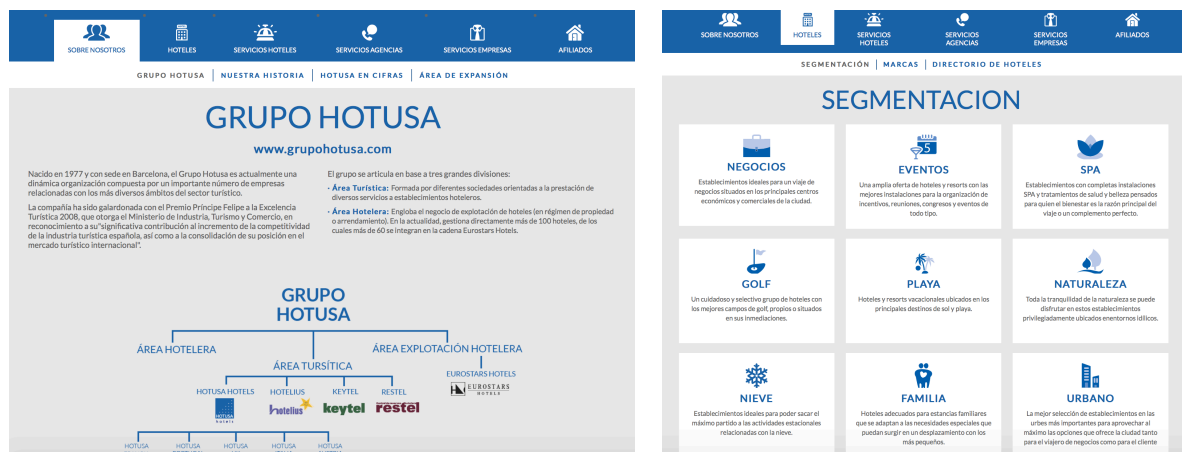 SOBRE NOSOTROS
HOTELES
SERVICIOS HOTELES
SERVICIOS AGENCIAS
SERVICIOS EMPRESAS
AFILIADOS
GRUPO HOTUSA
NUESTRA HISTORIA
HOTUSA EN CIFRAS
ÁREA DE EXPANSIÓN
GRUPO HOTUSA
www.grupohotusa.com
Nacido en 1977 y con sede en Barcelona, el Grupo Hotusa es actualmente una
dinámica organización compuesta por un importante número de empresas
relacionadas con los más diversos ámbitos del sector turístico.
La compañía ha sido galardonada con el Premio Príncipe Felipe a la Excelencia
Turística 2008, que otorga el Ministerio de Industria, Turismo y Comercio, en
reconocimiento a su"significativa contribución al incremento de la competitividad
de la industria turística española, así como a la consolidación de su posición en el
mercado turístico internacional".
El grupo se articula en base a tres grandes divisiones:
· Área Turística: Formada por diferentes sociedades orientadas a la prestación de
diversos servicios a establecimientos hoteleros.
· Área Hotelera: Engloba el negocio de explotación de hoteles (en régimen de propiedad
o arrendamiento). En la actualidad, gestiona directamente más de 100 hoteles, de los
cuales más de 60 se integran en la cadena Eurostars Hotels.
GRUPO
HOTUSA
ÁREA HOTELERA
ÁREA TURSÍTICA
ÁREA EXPLOTACIÓN HOTELERA
EUROSTARS HOTELS
EUROSTARS
HOTELS
HOTUSA HOTELS
HOTELIUS
KEYTEL
RESTEL
HOTUSA
hotels
hotelius
keytel
restel
HOTUSA
HOTUSA
HOTUSA
HOTUSA
HOTUSA
SOBRE NOSOTROS
HOTELES
SERVICIOS
HOTELES
SERVICIOS
AGENCIAS
SERVICIOS
EMPRESAS
AFILIADOS
SEGMENTACIÓN
MARCAS
DIRECTORIO DE HOTELES
SEGMENTACION
NEGOCIOS
Establecimientos ideales para un viaje de
negocios situados en los principales centros
económicos y comerciales de la ciudad.
5
EVENTOS
Una amplia oferta de hoteles y resorts con las
mejores instalaciones para la organización de
incentivos, reuniones, congresos y eventos de
todo tipo.
SPA
Establecimientos con completas instalaciones
SPA y tratamientos de salud y belleza pensados
para quien el bienestar es la razón principal del
viaje o un complemento perfecto.
GOLF
Un cuidadoso y selectivo grupo de hoteles con
los mejores campos de golf, propios o situados
en sus inmediaciones.
PLAYA
Hoteles y resorts vacacionales ubicados en los
principales destinos de sol y playa.
NATURALEZA
Toda la tranquilidad de la naturaleza se puede
disfrutar en estos establecimientos
privilegiadamente ubicados enentornos idílicos.
NIEVE
Establecimientos ideales para poder sacar el
máximo partido a las actividades estacionales
relacionadas con la nieve.
FAMILIA
Hoteles adecuados para estancias familiares
que se adaptan a las necesidades especiales que
puedan surgir en un desplazamiento con los
más pequeños.
URBANO
La mejor selección de establecimientos en las
urbes más importantes para aprovechar al
máximo las opciones que ofrece la ciudad tanto
para el viajero de negocios como para el cliente